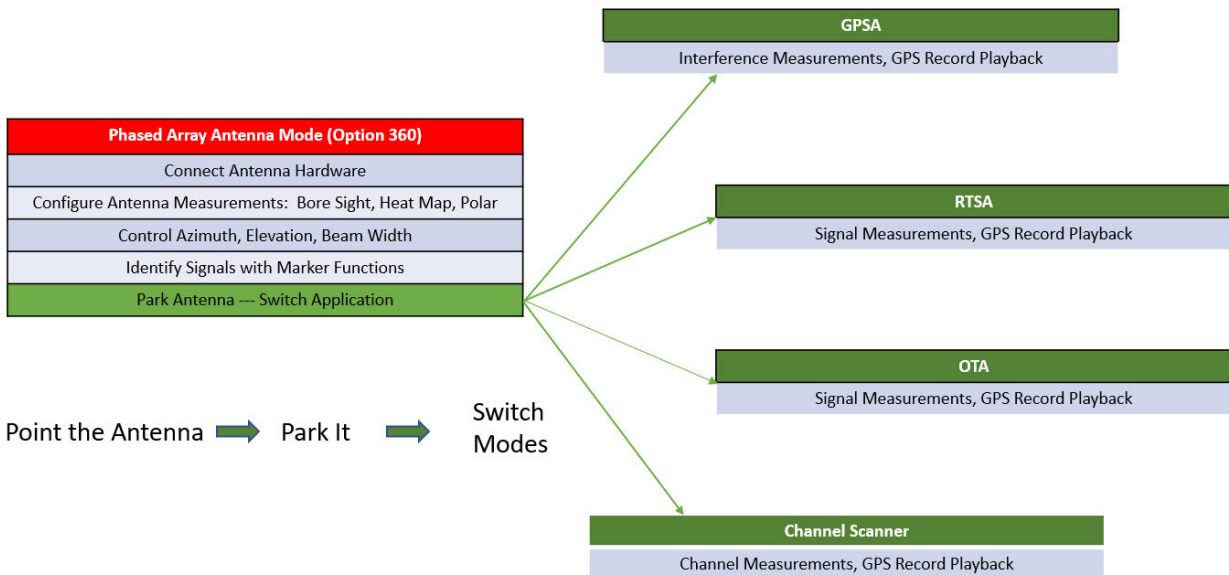 GPSA
Interference Measurements, GPS Record Playback
Phased Array Antenna Mode (Option 360)
Connect Antenna Hardware
Configure Antenna Measurements: Bore Sight, Heat Map, Polar
Control Azimuth, Elevation, Beam Width
Identify Signals with Marker Functions
Park Antenna --- Switch Application
RTSA
Signal Measurements, GPS Record Playback
OTA
Signal Measurements, GPS Record Playback
Point the Antenna
Park It
Switch
Modes
Channel Scanner
Channel Measurements, GPS Record Playback